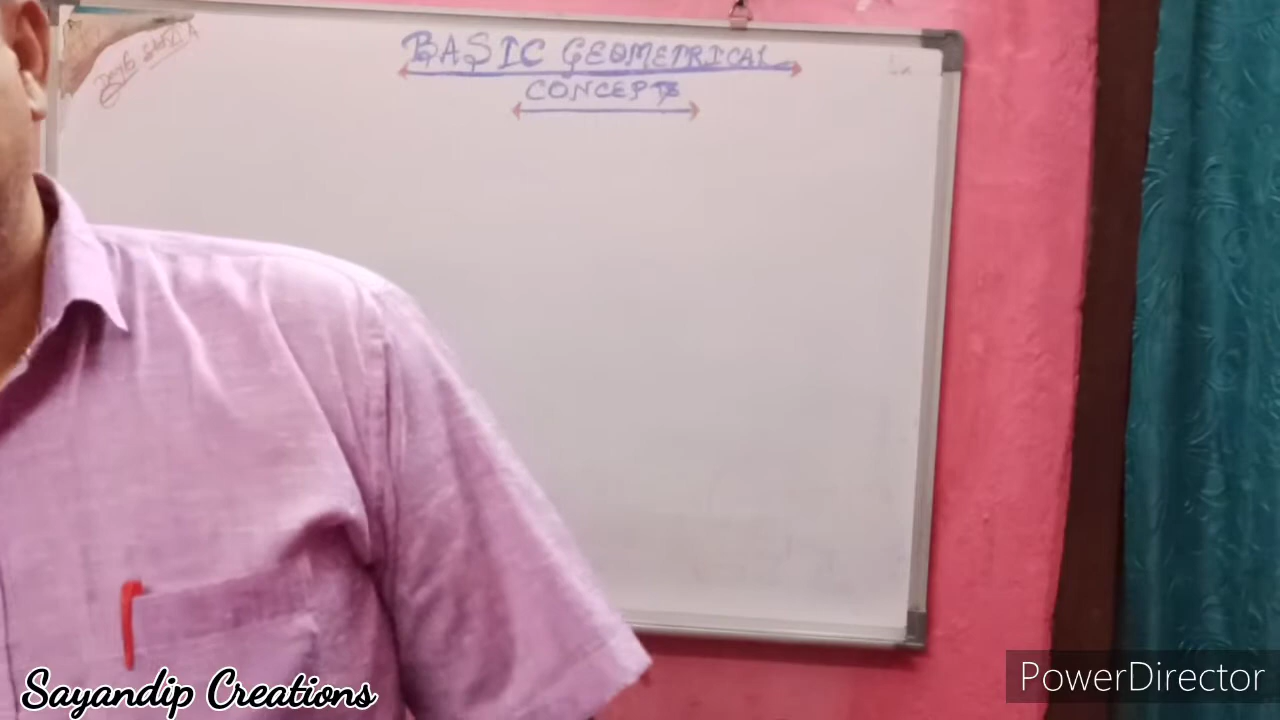 BASIC GEOMETRICAL
CONCEPTS
Sayandip Creations
PowerDirector